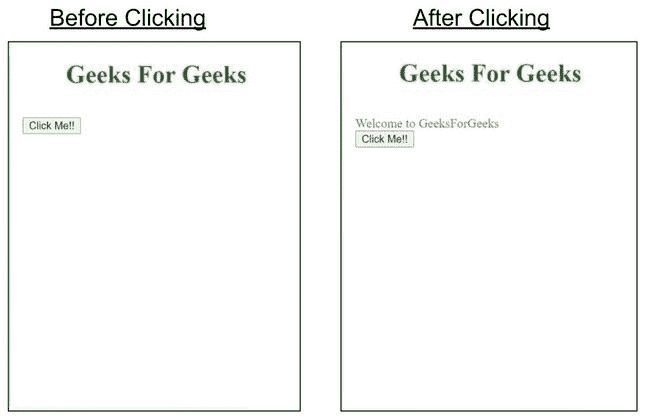 Before Clicking
Geeks For Geeks
Click Me!!
After Clicking
Geeks For Geeks
Welcome to GeeksForGeeks
Click Me!!